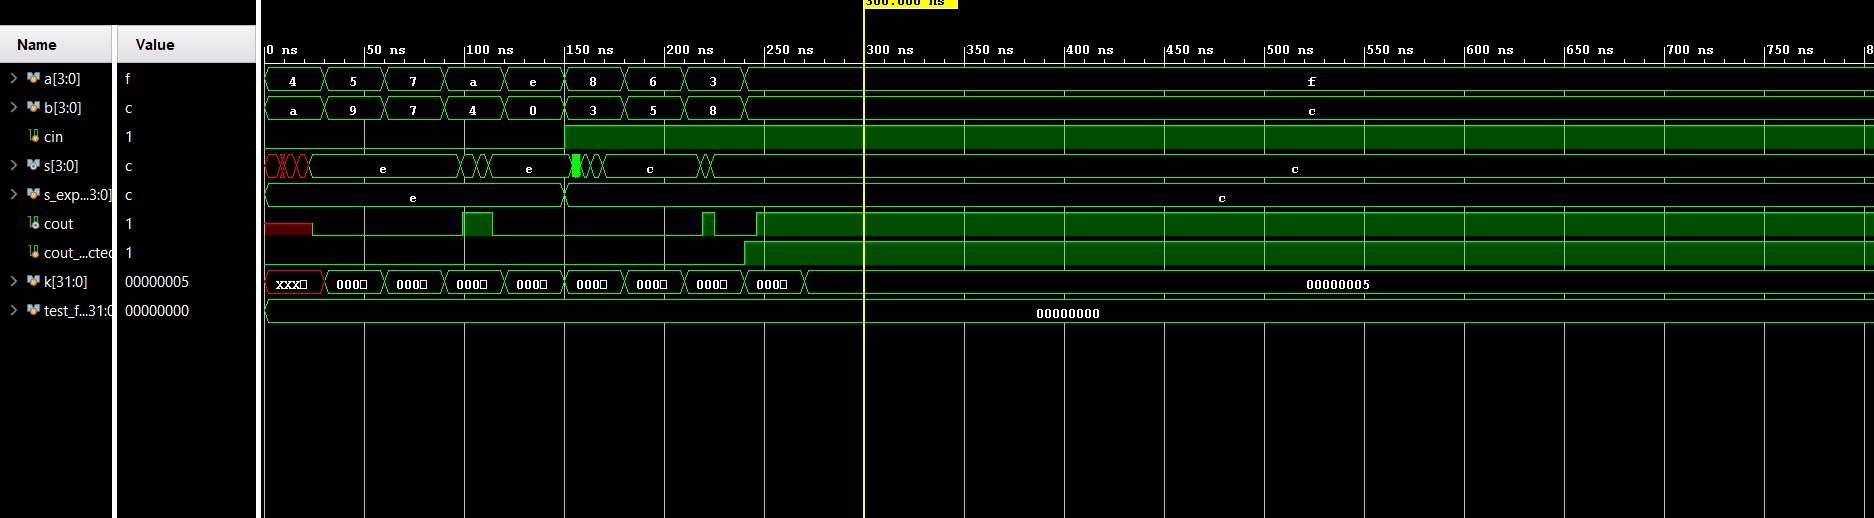 300.000 ns
Name Value
0 ns 50 ns 100 ns 150 ns 200 ns 250 ns 300 ns 350 ns 400 ns 450 ns 500 ns 550 ns 600 ns 650 ns 700 ns 750 ns 8
a[3:0] f 4 5 7 a e 8 6 3 f
b[3:0] c a 9 7 4 0 3 5 8 c
cin 1
s[3:0] c e e c c
s_exp...3:0] c e c
cout 1
cout_...cted 1
k[31:0] 00000005 XXX 000 000 000 000 000 000 000 000 00000005
test_f...31:0 00000000 00000000